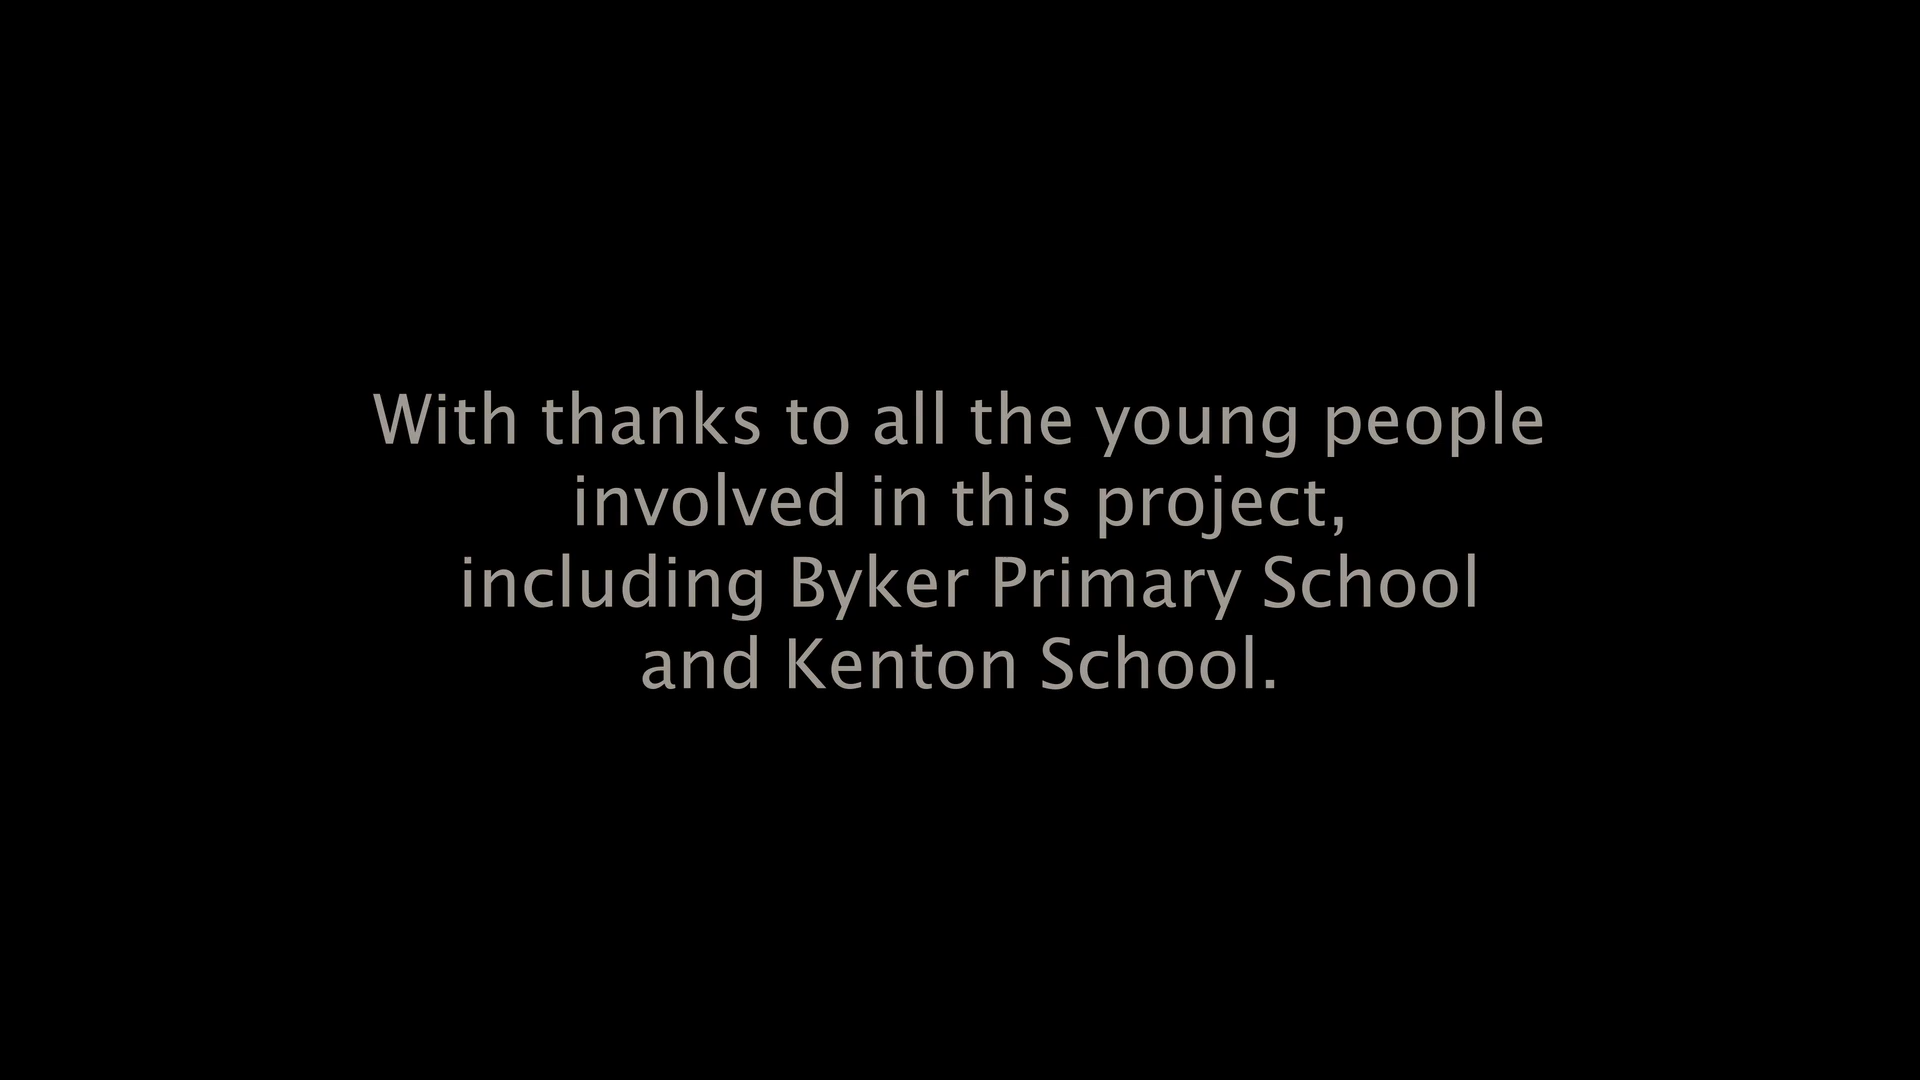 With thanks to all the young people
involved in this project,
including Byker Primary School
and Kenton School.